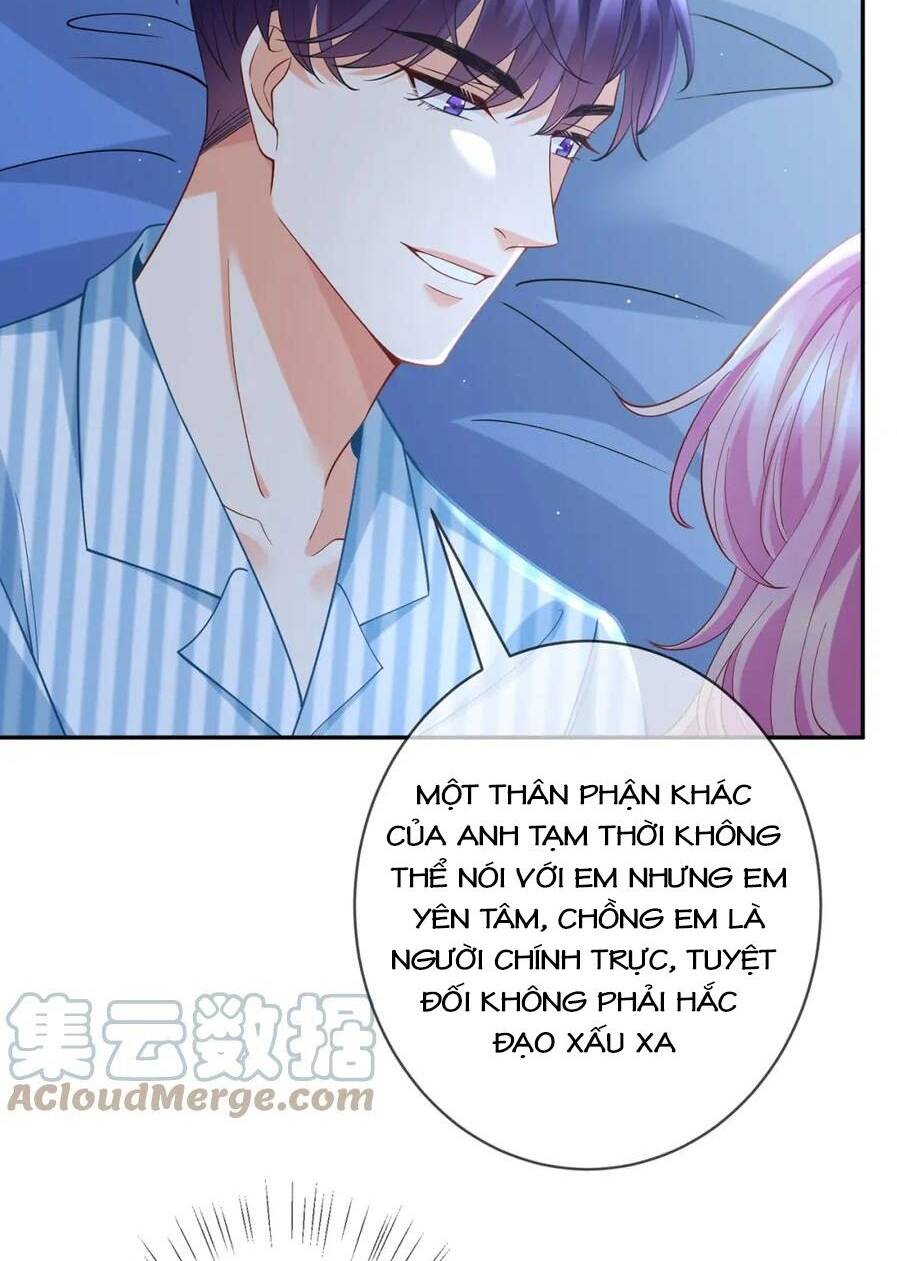 MỘT THÂN PHẬN KHÁC
CỦA ANH TẠM THỜI KHÔNG
THỂ NÓI VỚI EM NHƯNG EM
YÊN TÂM, CHỒNG EM LÀ
NGƯỜI CHÍNH TRỰC, TUYỆT
ĐỐI KHÔNG PHẢI HẮC
ĐẠO XẤU XA
集云数据
ACloudMerge.com